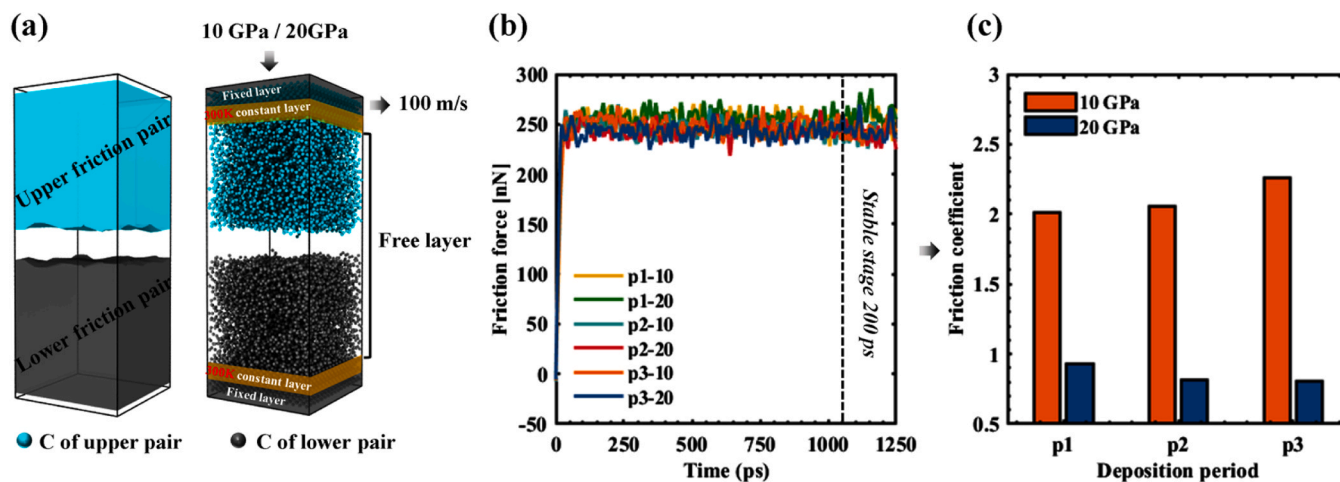 (a)
10 GPa / 20GPa
Upper friction pair
Lower friction pair
Fixed layer
300K constant layer
100 m/s
Free layer
300K constant layer
Fixed layer
C of upper pair
C of lower pair
(b)
Friction force [nN]
300
250
200
150
100
50
0
-50
p1-10
p1-20
p2-10
p2-20
p3-10
p3-20
Stable stage 200 ps
0
250
500
750
1000
1250
Time (ps)
(c)
Friction coefficient
3
2.5
2
1.5
1
0.5
10 GPa
20 GPa
p1
p2
p3
Deposition period